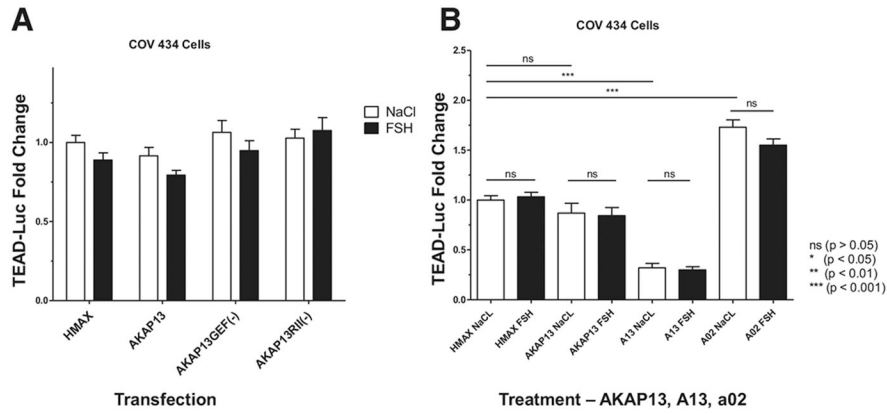 A
COV 434 Cells
TEAD-Luc Fold Change
1.0
0.5
0.0
NaCl
FSH
HMAX
AKAP13
AKAP13GEF(-)
AKAP13RII(-)
Transfection
B
COV 434 Cells
TEAD-Luc Fold Change
2.5
2.0
1.5
1.0
0.5
0.0
ns
***
***
ns
ns
ns
ns
HMAX NaCL
HMAX FSH
AKAP13 NaCL
AKAP13 FSH
A13 NaCL
A13 FSH
A02 NaCL
A02 FSH
Treatment – AKAP13, A13, a02
ns (p > 0.05)
* (p < 0.05)
** (p < 0.01)
*** (p < 0.001)